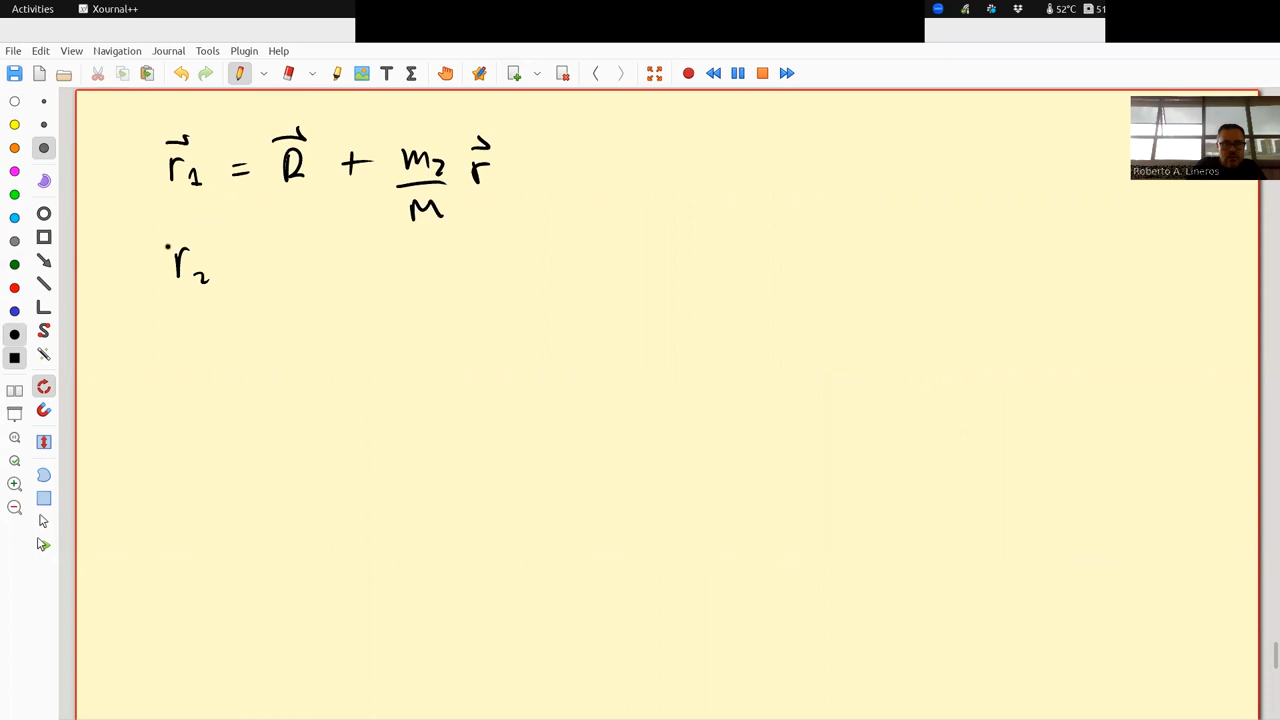 Activities Xournal++ 52°C 51
File Edit View Navigation Journal Tools Plugin Help
r⃗₁ = R⃗ + m₂/M r⃗
r₂
Roberto A. Lineros